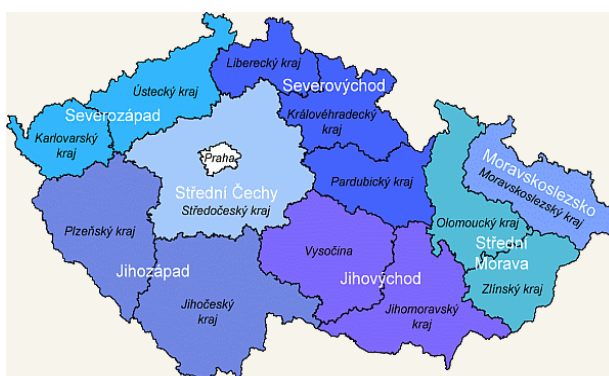 Liberecký kraj
Severovýchod
Ústecký kraj
Severozápad
Karlovarský
kraj
Královéhradecký
kraj
Praha
Střední Čechy
Středočeský kraj
Pardubický kraj
Moravskoslezsko
Moravskoslezský kraj
Plzeňský kraj
Jihozápad
Jihočeský
kraj
Vysočina
Jihovýchod
Jihomoravský
kraj
Olomoucký kraj
Střední
Morava
Zlínský kraj